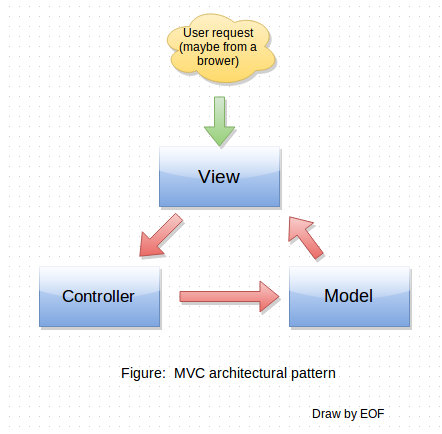 User request
(maybe from a
brower)
View
Controller
Model
Figure:  MVC architectural pattern
Draw by EOF